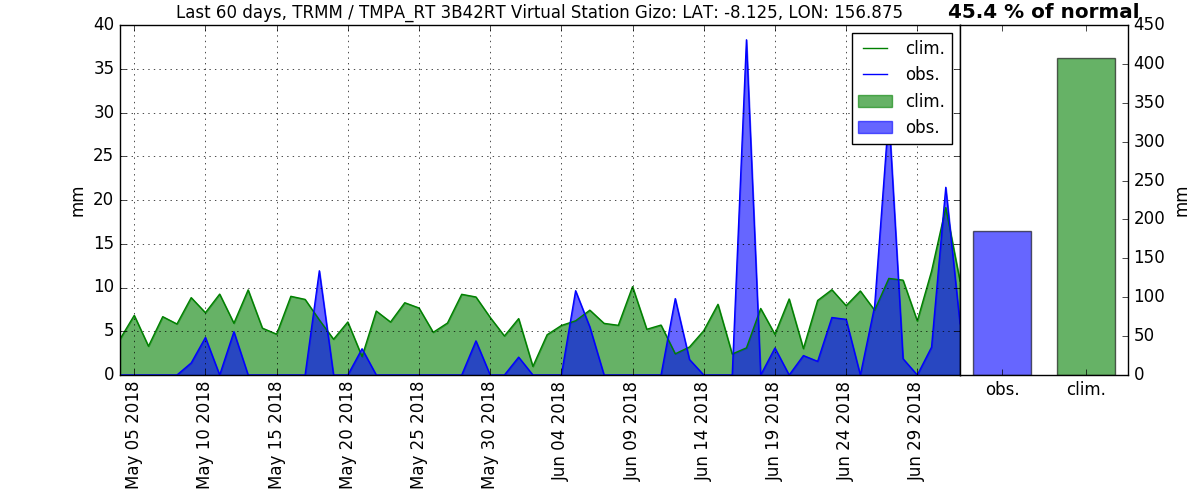 Last 60 days, TRMM / TMPA_RT 3B42RT Virtual Station Gizo: LAT: -8.125, LON: 156.875
45.4 % of normal
40
35
30
25
20
15
10
5
0
mm
clim.
obs.
clim.
obs.
450
400
350
300
250
200
150
100
50
0
mm
May 05 2018
May 10 2018
May 15 2018
May 20 2018
May 25 2018
May 30 2018
Jun 04 2018
Jun 09 2018
Jun 14 2018
Jun 19 2018
Jun 24 2018
Jun 29 2018
obs.
clim.